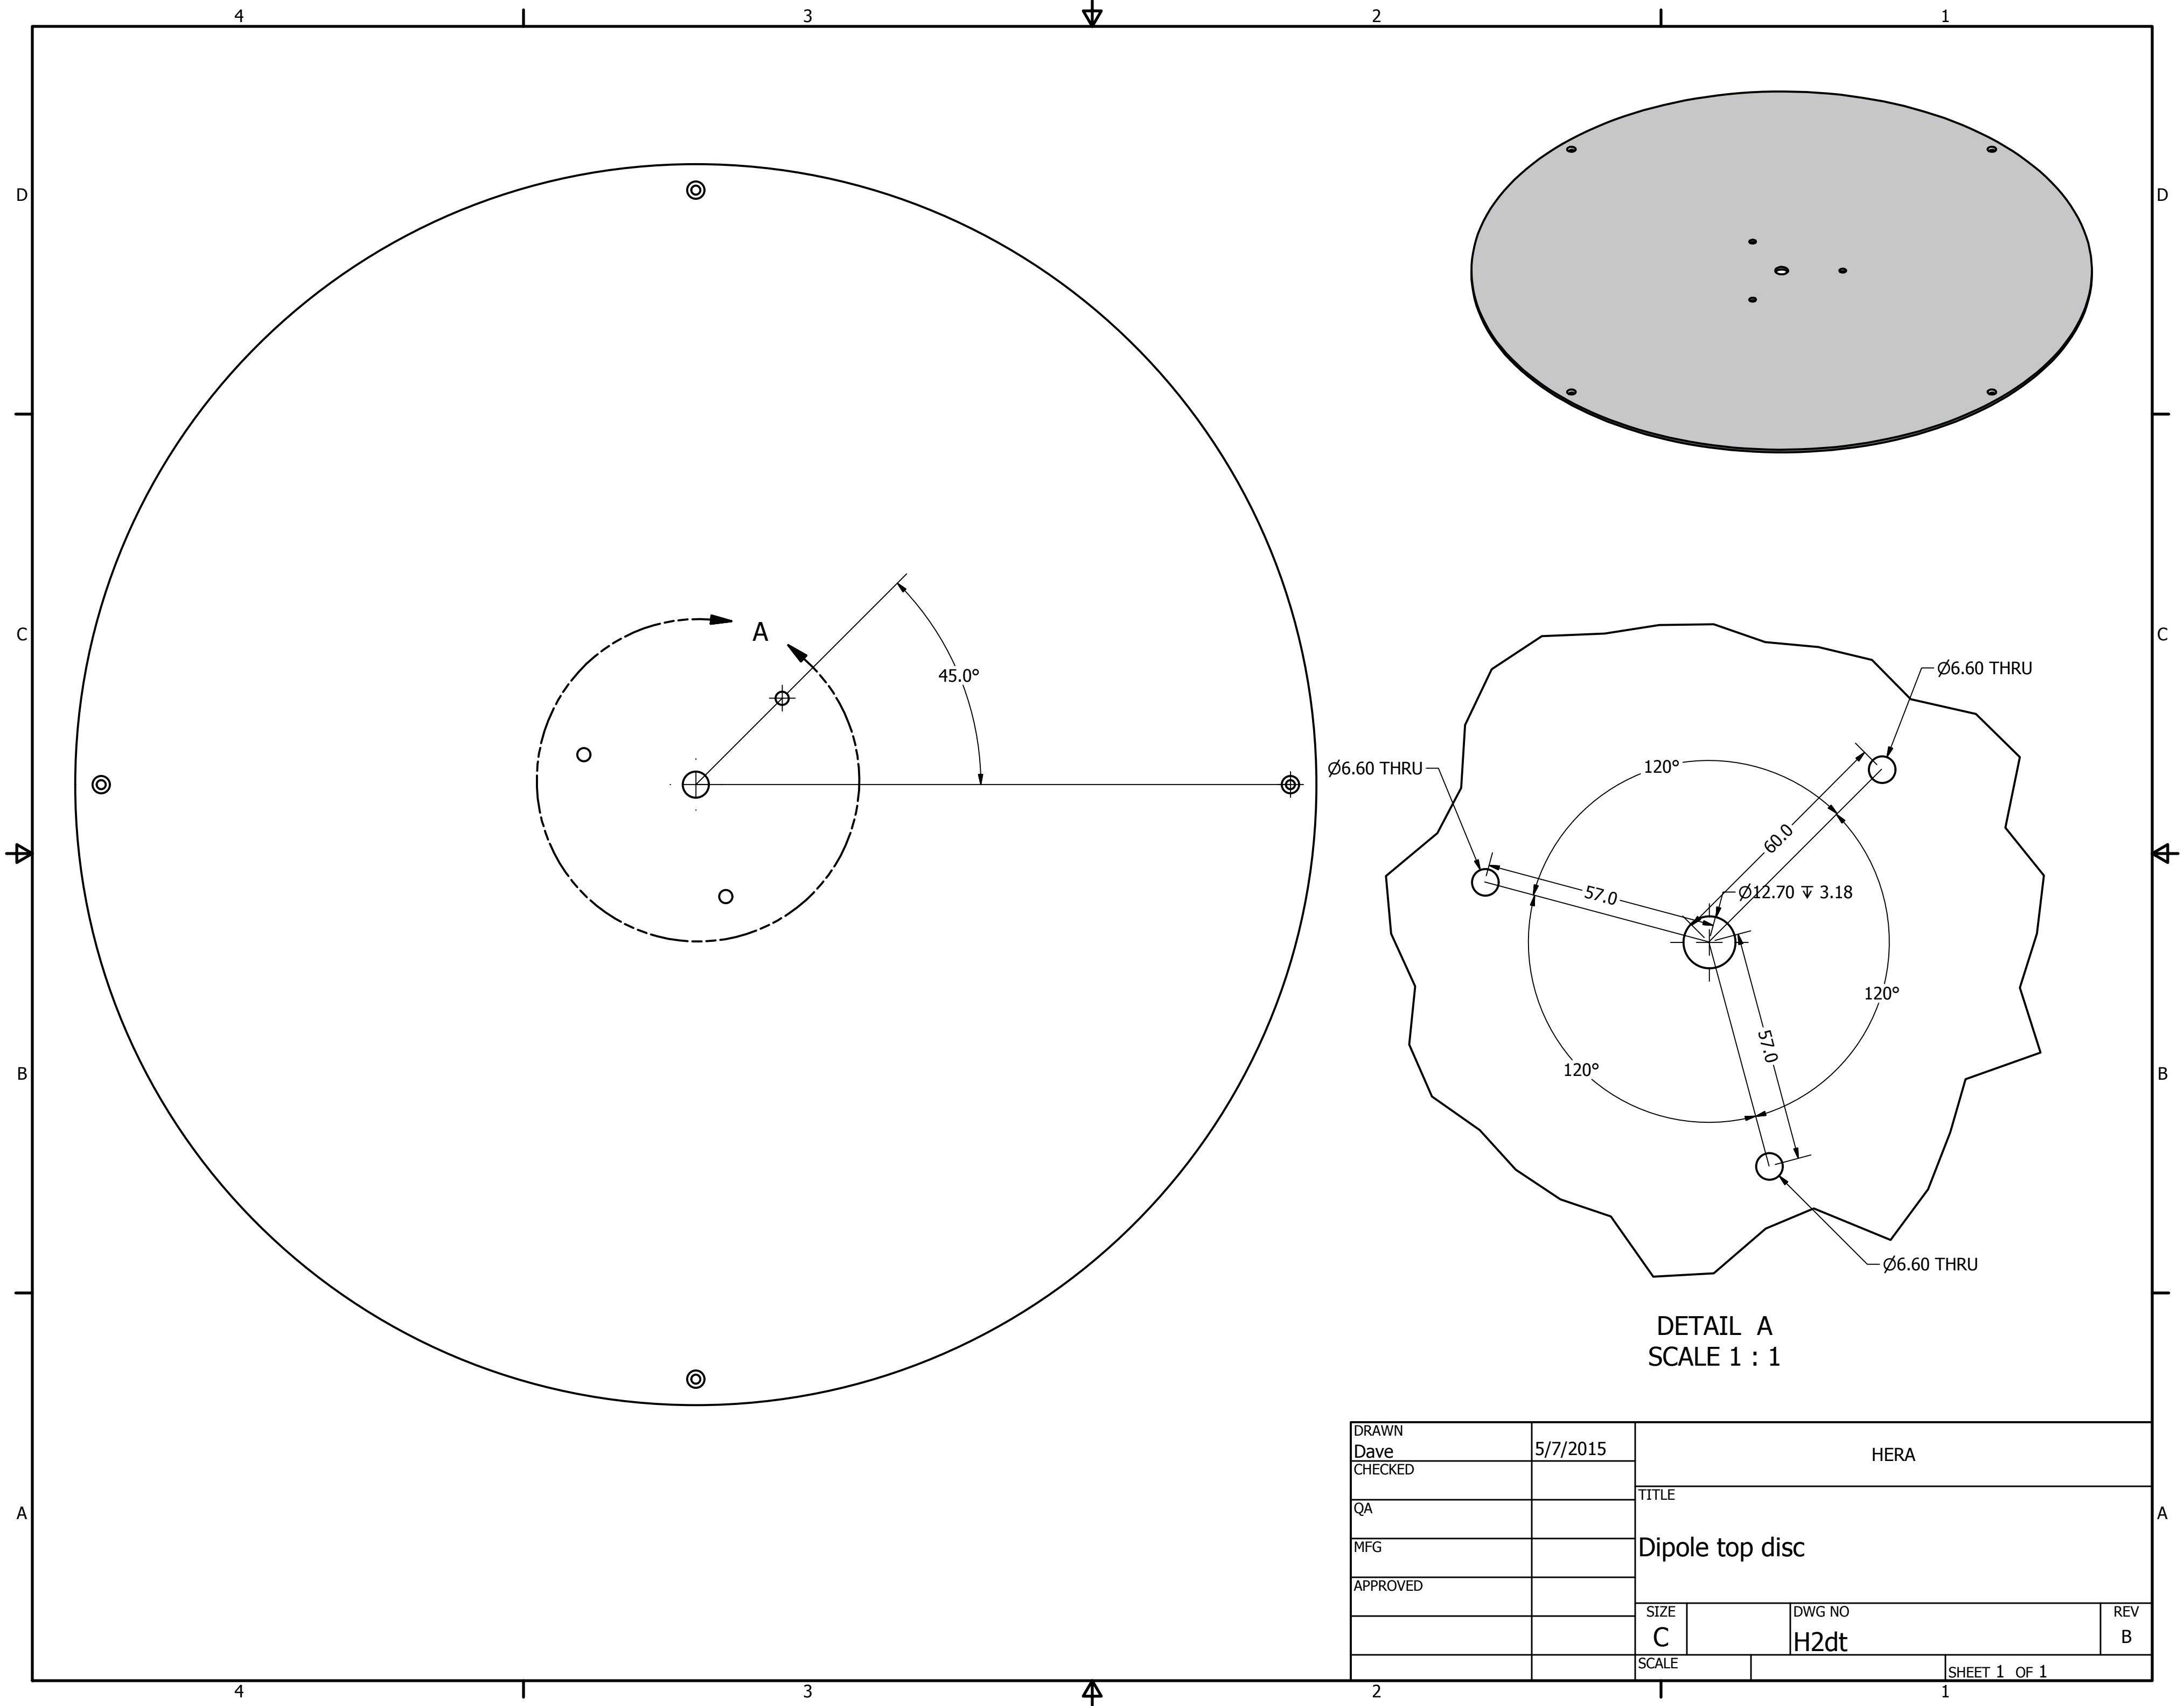 4 3 2 1
D D
A
C C
45.0°
Ø6.60 THRU
Ø6.60 THRU
120°
60.0
57.0
Ø12.70 ↧ 3.18
120°
57.0
120°
B B
Ø6.60 THRU
DETAIL A
SCALE 1 : 1
DRAWN
Dave 5/7/2015
HERA
CHECKED
TITLE
QA
A A
MFG
Dipole top disc
APPROVED
SIZE DWG NO REV
C H2dt B
SCALE SHEET 1 OF 1
4 3 2 1